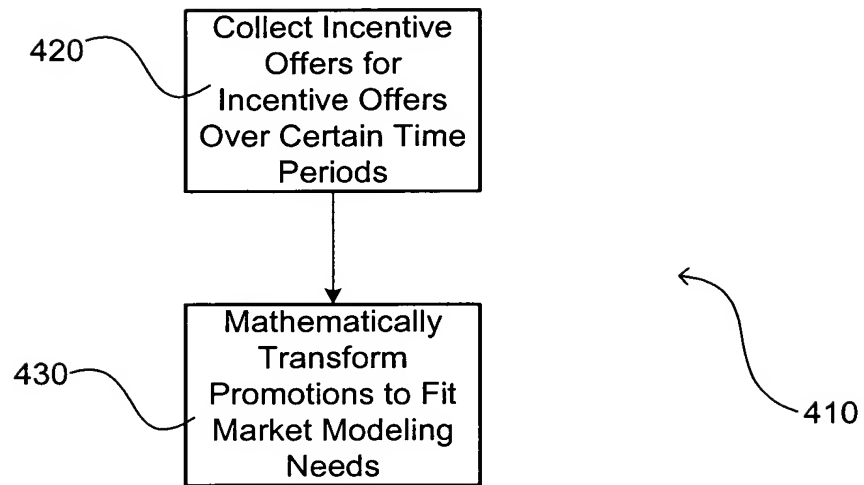 420
Collect Incentive
Offers for
Incentive Offers
Over Certain Time
Periods
430
Mathematically
Transform
Promotions to Fit
Market Modeling
Needs
410